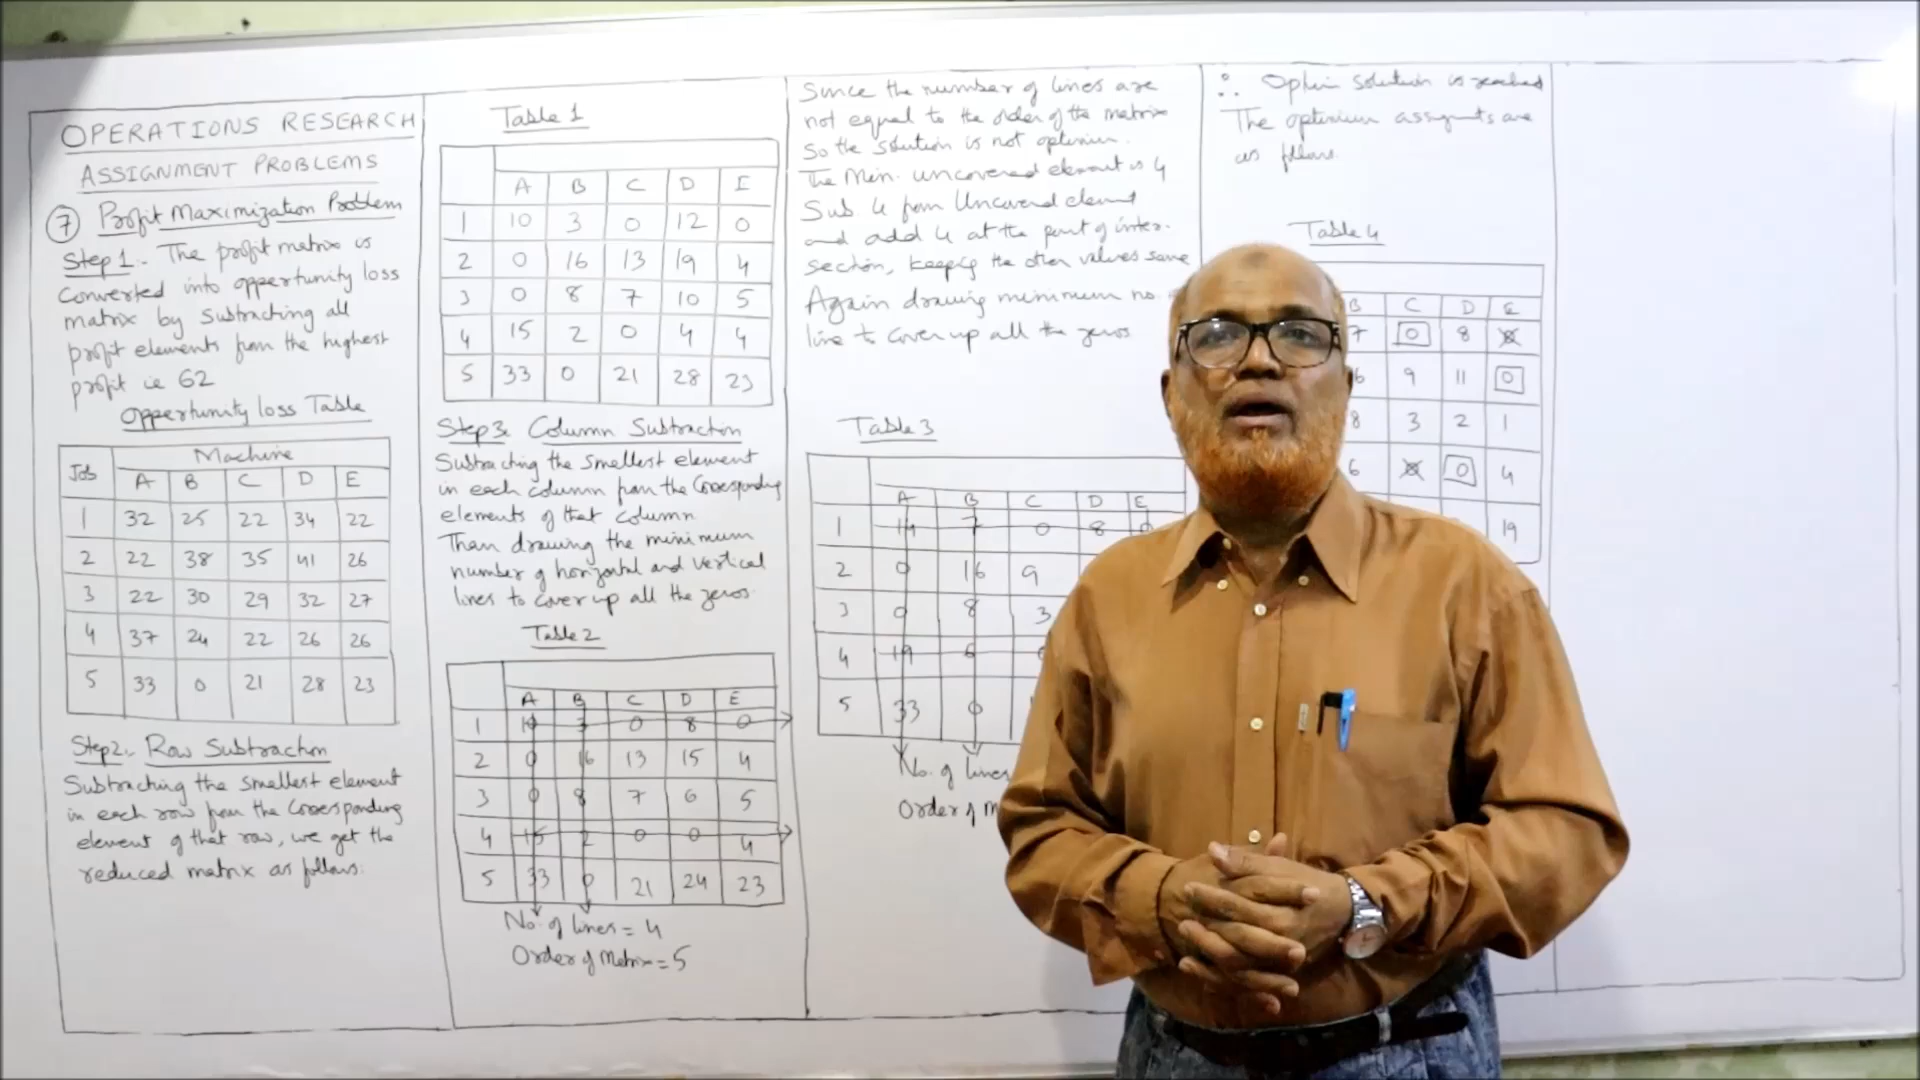 OPERATIONS RESEARCH
ASSIGNMENT PROBLEMS
7 Profit Maximization Problem
Step 1 - The profit matrix is
converted into oppertunity loss
matrix by subtracting all
profit elements from the highest
profit ie 62
Oppertunity loss Table
Job Machine
A B C D E
1 32 25 22 34 22
2 22 38 35 41 26
3 22 30 29 32 27
4 37 24 22 26 26
5 33 0 21 28 23
Step2. Row Subtraction
Subtracting the smallest element
in each row from the Corresponding
element of that row, we get the
reduced matrix as follows:
Table 1
A B C D E
1 10 3 0 12 0
2 0 16 13 19 4
3 0 8 7 10 5
4 15 2 0 4 4
5 33 0 21 28 23
Step3. Column Subtraction
Subtracting the smallest element
in each column from the Corresponding
elements of that column
Than drawing the minimum
number of horizontal and vertical
lines to cover up all the zeros.
Table 2
A B C D E
1 10 3 0 8 0
2 0 16 13 15 4
3 0 8 7 6 5
4 15 2 0 0 4
5 33 0 21 24 23
No. of lines = 4
Order of Matrix = 5
Since the number of lines are
not equal to the order of the matrix
so the solution is not optimum.
The Min. uncovered element is 4
Sub. 4 from Uncovered element
and add 4 at the point of inter-
section, keeping the other values same
Again drawing minimum no.
line to cover up all the zeros
Table 3
A B C D E
1 14 7 0 8 0
2 0 16 9
3 0 8 3
4 19 6
5 33 0
No. of lines
Order of M
∴ solution is reached
The optimum assignments are
as follows.
Table 4
B C D E
7 0 8 0
6 9 11 0
8 3 2 1
6 0 0 4
19